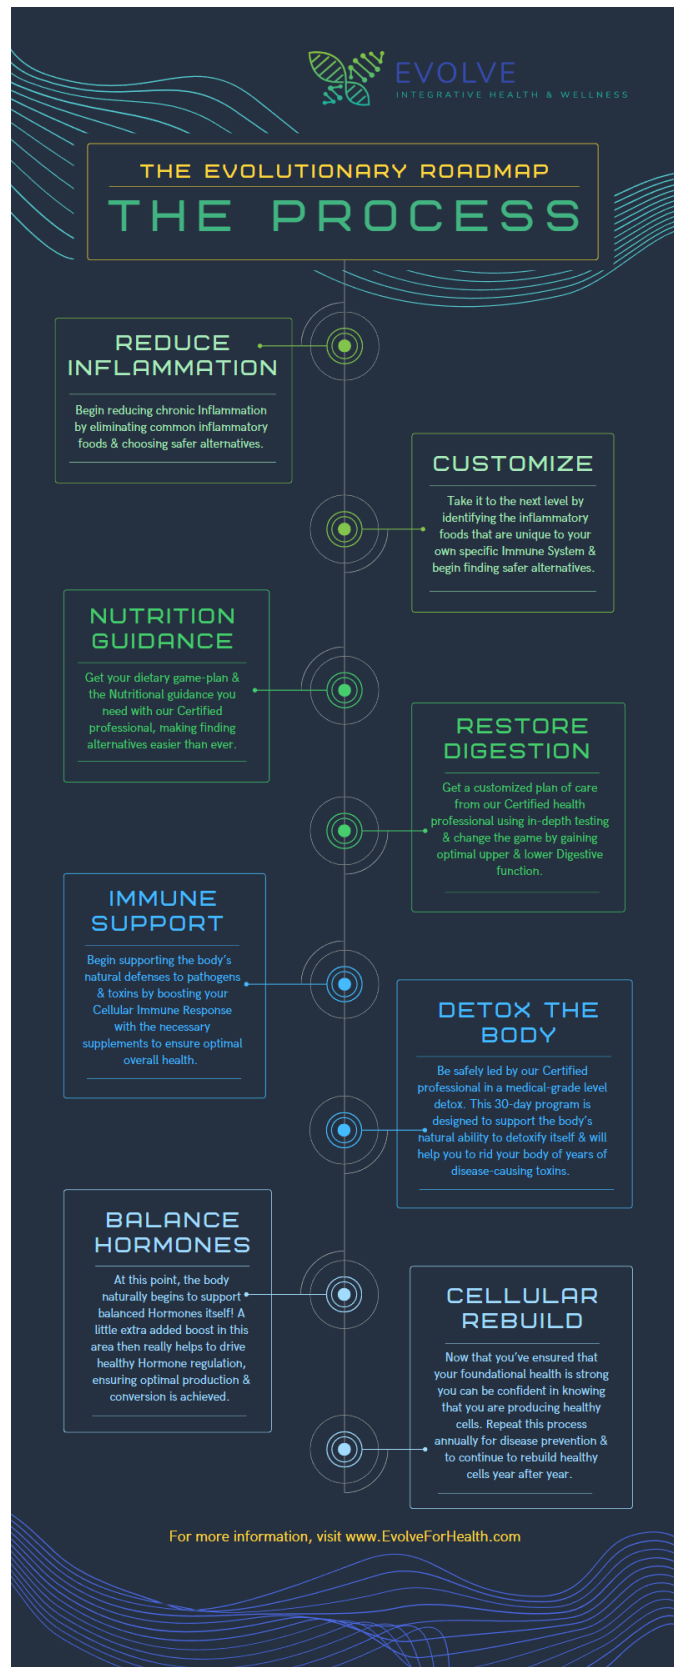 EVOLVE
INTEGRATIVE HEALTH & WELLNESS
THE EVOLUTIONARY ROADMAP
THE PROCESS
REDUCE
INFLAMMATION
Begin reducing chronic Inflammation
by eliminating common inflammatory
foods & choosing safer alternatives.
CUSTOMIZE
Take it to the next level by
identifying the inflammatory
foods that are unique to your
own specific Immune System &
begin finding safer alternatives.
NUTRITION
GUIDANCE
Get your dietary game-plan &
the Nutritional guidance you
need with our Certified
professional, making finding
alternatives easier than ever.
RESTORE
DIGESTION
Get a customized plan of care
from our Certified health
professional using in-depth testing
& change the game by gaining
optimal upper & lower Digestive
function.
IMMUNE
SUPPORT
Begin supporting the body's
natural defenses to pathogens
& toxins by boosting your
Cellular Immune Response
with the necessary
supplements to ensure optimal
overall health.
DETOX THE
BODY
Be safely led by our Certified
professional in a medical-grade level
detox. This 30-day program is
designed to support the body's
natural ability to detoxify itself & will
help you to rid your body of years of
disease-causing toxins.
BALANCE
HORMONES
At this point, the body
naturally begins to support
balanced Hormones itself! A
little extra added boost in this
area then really helps to drive
healthy Hormone regulation,
ensuring optimal production &
conversion is achieved.
CELLULAR
REBUILD
Now that you've ensured that
your foundational health is strong
you can be confident in knowing
that you are producing healthy
cells. Repeat this process
annually for disease prevention &
to continue to rebuild healthy
cells year after year.
For more information, visit www.EvolveForHealth.com